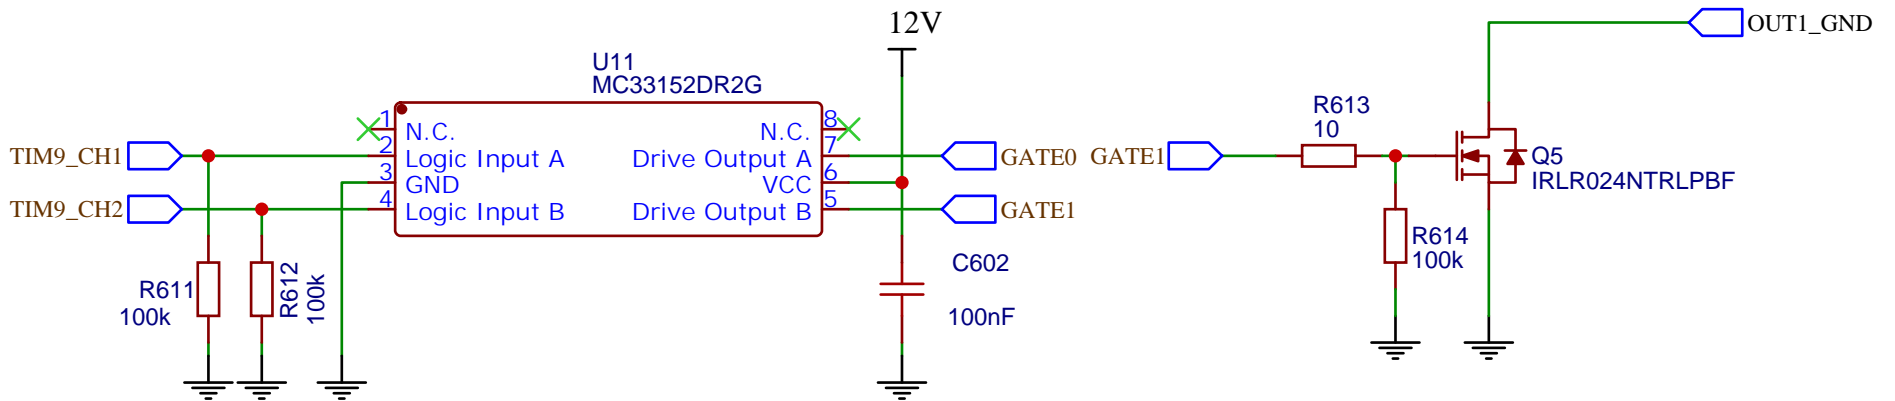 12V
OUT1_GND
U11
MC33152DR2G
1
N.C.
N.C.
8
TIM9_CH1
2
Logic Input A
Drive Output A
7
GATE0
3
GND
VCC
6
TIM9_CH2
4
Logic Input B
Drive Output B
5
GATE1
R611
100k
R612
100k
C602
100nF
GATE1
R613
10
Q5
IRLR024NTRLPBF
R614
100k